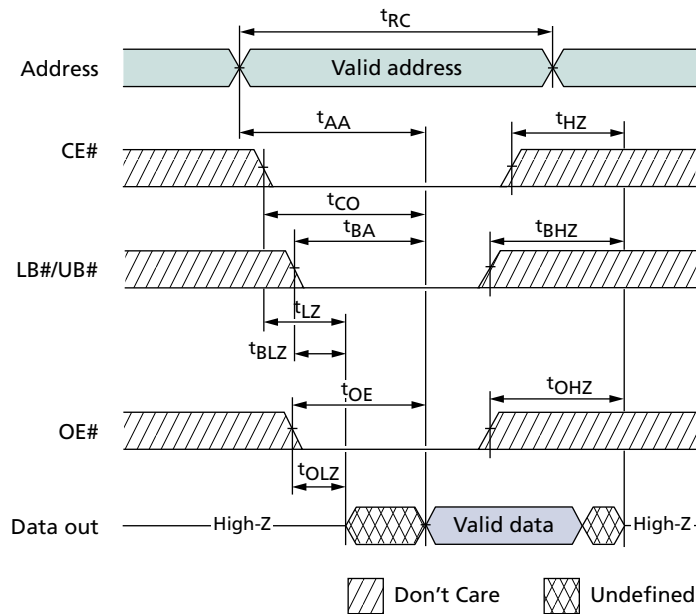 tRC
Address
Valid address
tAA
tHZ
CE#
tCO
tBA
tBHZ
LB#/UB#
tLZ
tBLZ
tOE
tOHZ
OE#
tOLZ
Data out
High-Z
Valid data
High-Z
Don't Care
Undefined